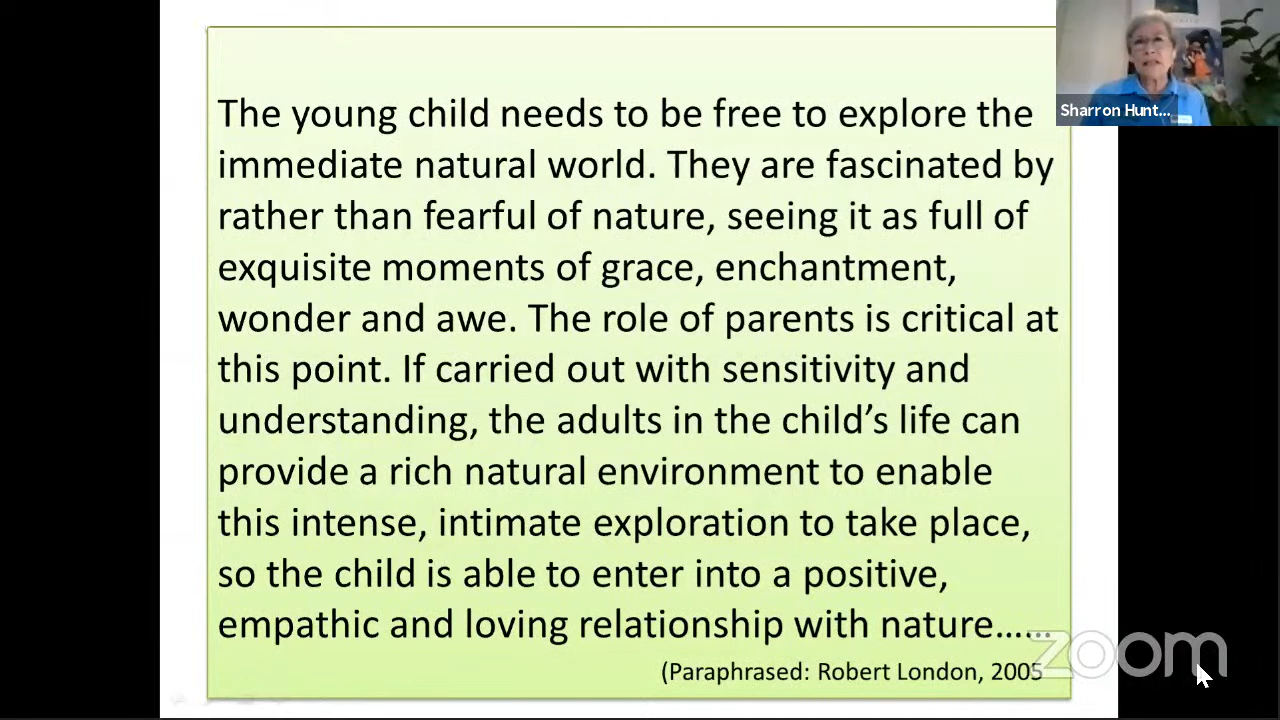 The young child needs to be free to explore the
immediate natural world. They are fascinated by
rather than fearful of nature, seeing it as full of
exquisite moments of grace, enchantment,
wonder and awe. The role of parents is critical at
this point. If carried out with sensitivity and
understanding, the adults in the child’s life can
provide a rich natural environment to enable
this intense, intimate exploration to take place,
so the child is able to enter into a positive,
empathic and loving relationship with nature……
(Paraphrased: Robert London, 2005
Sharron Hunt...
zoom